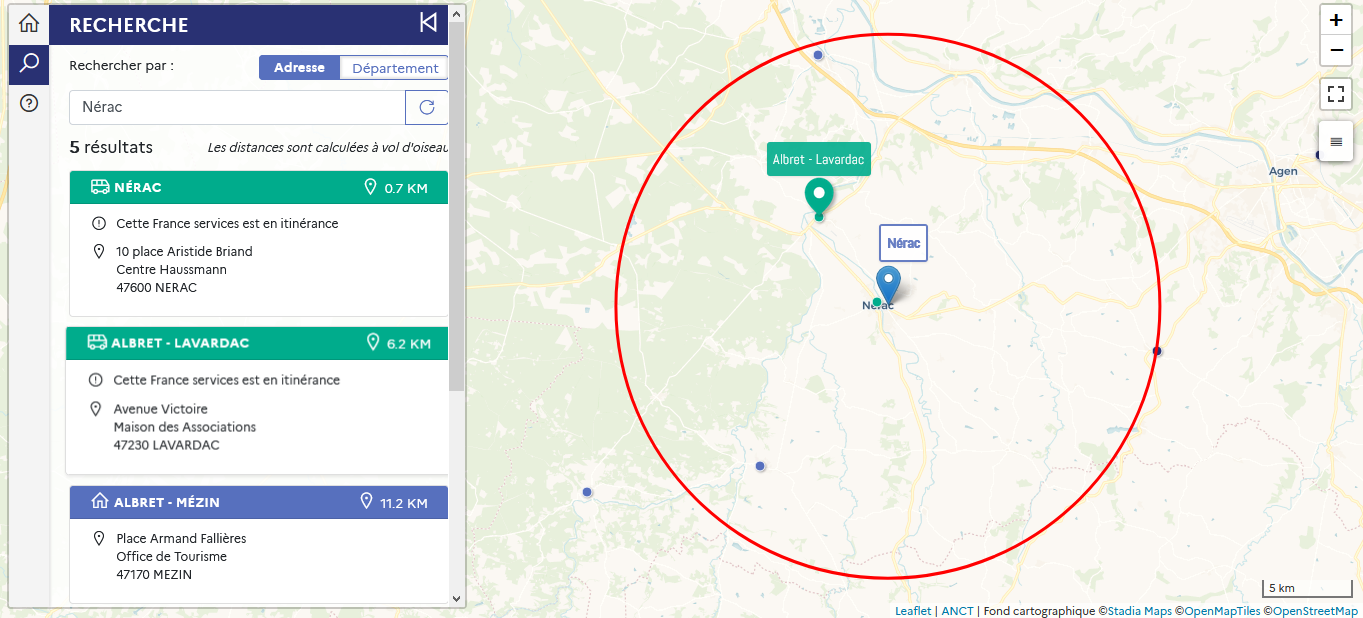 RECHERCHE
Rechercher par :
Adresse
Département
Nérac
5 résultats
Les distances sont calculées à vol d'oiseau
NÉRAC
0.7 KM
Cette France services est en itinérance
10 place Aristide Briand
Centre Haussmann
47600 NERAC
ALBRET - LAVARDAC
6.2 KM
Cette France services est en itinérance
Avenue Victoire
Maison des Associations
47230 LAVARDAC
ALBRET - MÉZIN
11.2 KM
Place Armand Fallières
Office de Tourisme
47170 MEZIN
Albret - Lavardac
Nérac
Nérac
Agen
+
−
5 km
Leaflet | ANCT | Fond cartographique ©Stadia Maps ©OpenMapTiles ©OpenStreetMap